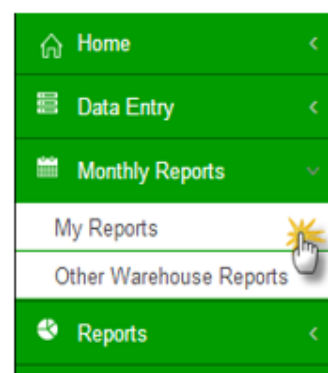 Home
Data Entry
Monthly Reports
My Reports
Other Warehouse Reports
Reports